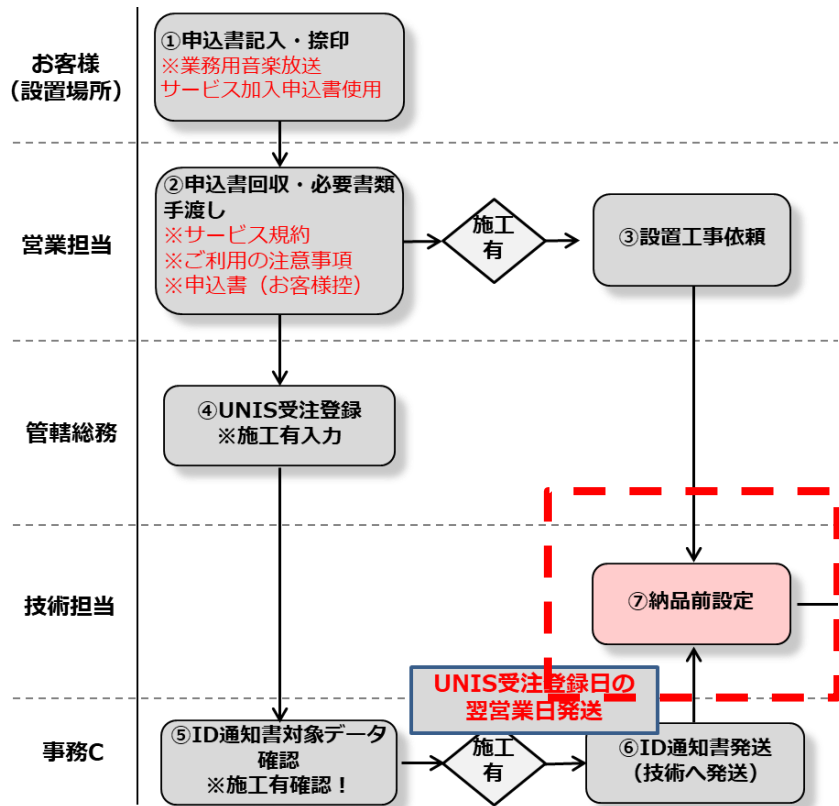 お客様
（設置場所）
①申込書記入・捺印
※業務用音楽放送
サービス加入申込書使用
営業担当
②申込書回収・必要書類
手渡し
※サービス規約
※ご利用の注意事項
※申込書（お客様控）
施工
有
③設置工事依頼
管轄総務
④UNIS受注登録
※施工有入力
技術担当
⑦納品前設定
UNIS受注登録日の
翌営業日発送
事務C
⑤ID通知書対象データ
確認
※施工有確認！
施工
有
⑥ID通知書発送
(技術へ発送)